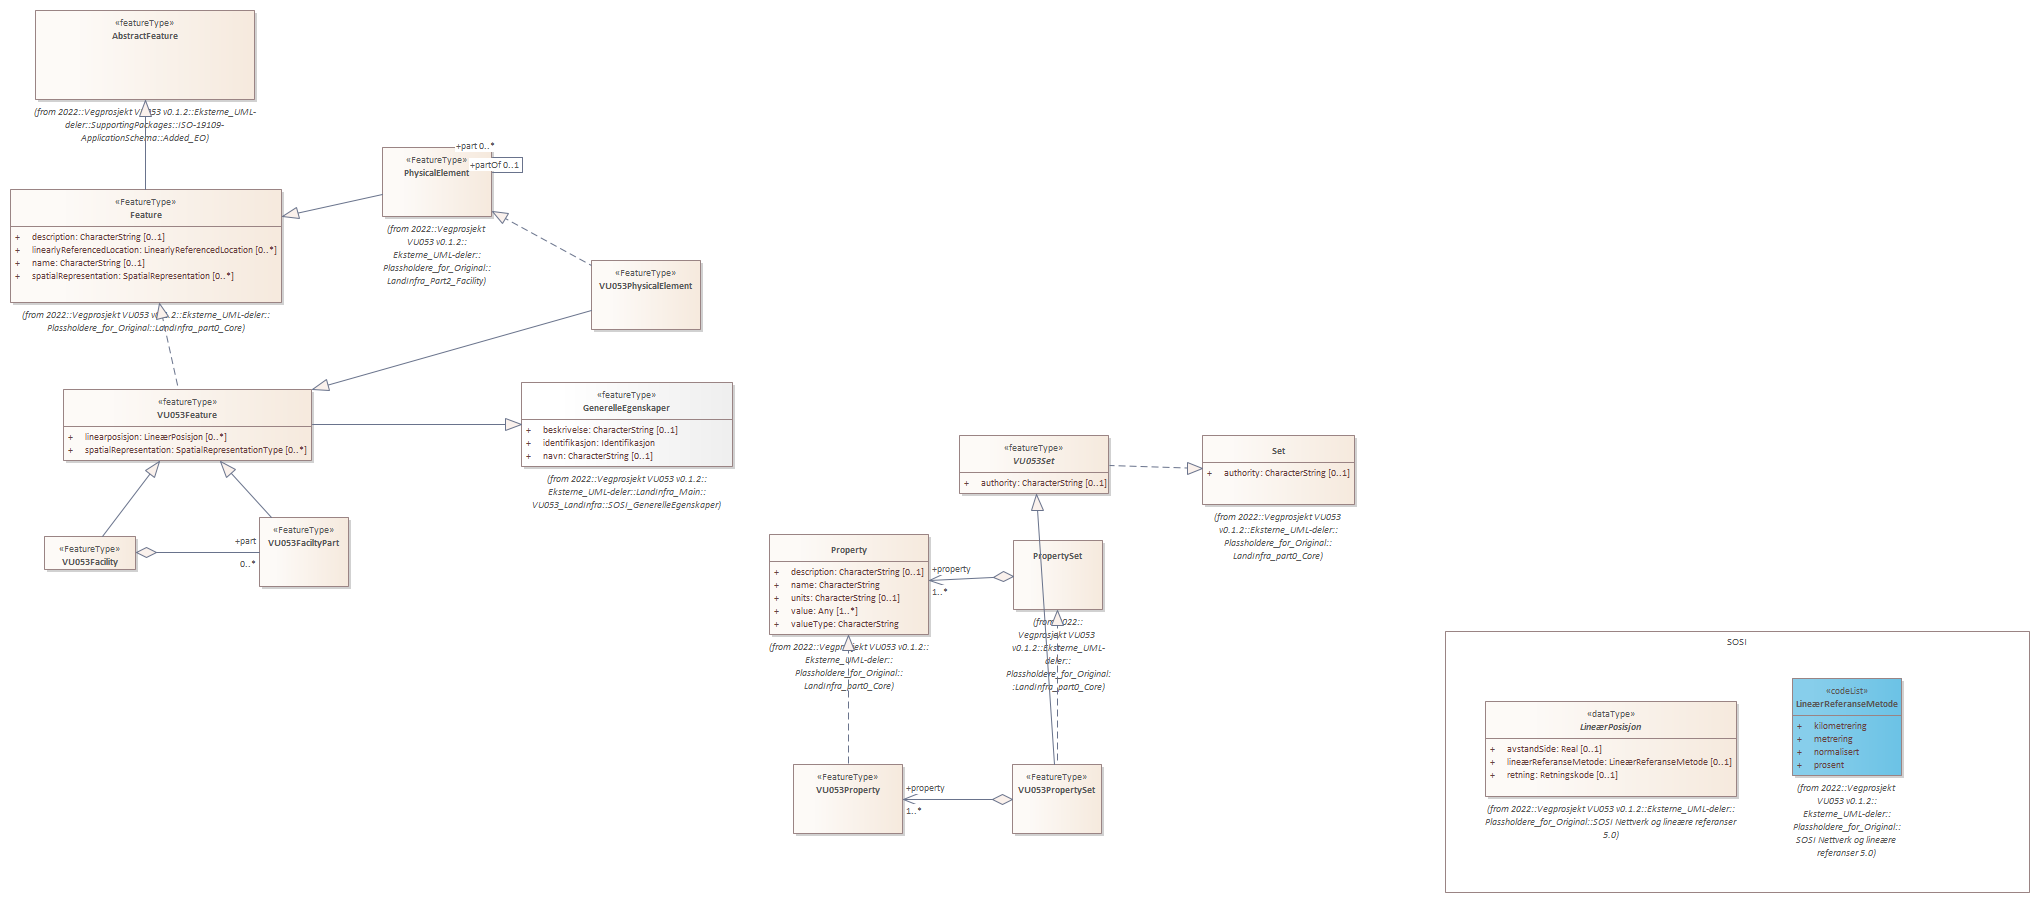 «featureType»
AbstractFeature
(from 2022::Vegprosjekt VU053 v0.1.2::Eksterne_UML-
deler::SupportingPackages::ISO-19109-
ApplicationSchema::Added_EO)
«FeatureType»
Feature
+ description: CharacterString [0..1]
+ linearlyReferencedLocation: LinearlyReferencedLocation [0..*]
+ name: CharacterString [0..1]
+ spatialRepresentation: SpatialRepresentation [0..*]
(from 2022::Vegprosjekt VU053 v0.1.2::Eksterne_UML-deler::
Plassholdere_for_Original::LandInfra_part0_Core)
+part 0..*
+partOf 0..1
«FeatureType»
PhysicalElement
(from 2022::Vegprosjekt
VU053 v0.1.2::
Eksterne_UML-deler::
Plassholdere_for_Original::
LandInfra_Part2_Facility)
«FeatureType»
VU053PhysicalElement
«featureType»
VU053Feature
+ linearposisjon: LineærPosisjon [0..*]
+ spatialRepresentation: SpatialRepresentationType [0..*]
«featureType»
GenerelleEgenskaper
+ beskrivelse: CharacterString [0..1]
+ identifikasjon: Identifikasjon
+ navn: CharacterString [0..1]
(from 2022::Vegprosjekt VU053 v0.1.2::
Eksterne_UML-deler::LandInfra_Main::
VU053_LandInfra::SOSI_GenerelleEgenskaper)
«FeatureType»
VU053Facility
+part
0..*
«FeatureType»
VU053FaciltyPart
«featureType»
VU053Set
+ authority: CharacterString [0..1]
Set
+ authority: CharacterString [0..1]
(from 2022::Vegprosjekt VU053
v0.1.2::Eksterne_UML-deler::
Plassholdere_for_Original::
LandInfra_part0_Core)
Property
+ description: CharacterString [0..1]
+ name: CharacterString
+ units: CharacterString [0..1]
+ value: Any [1..*]
+ valueType: CharacterString
(from 2022::Vegprosjekt VU053 v0.1.2::
Eksterne_UML-deler::
Plassholdere_for_Original::
LandInfra_part0_Core)
+property
1..*
PropertySet
(from 2022::
Vegprosjekt VU053
v0.1.2::Eksterne_UML-
deler::
Plassholdere_for_Original:
:LandInfra_part0_Core)
«FeatureType»
VU053Property
+property
1..*
«FeatureType»
VU053PropertySet
SOSI
«dataType»
LineærPosisjon
+ avstandSide: Real [0..1]
+ lineærReferanseMetode: LineærReferanseMetode [0..1]
+ retning: Retningskode [0..1]
(from 2022::Vegprosjekt VU053 v0.1.2::Eksterne_UML-deler::
Plassholdere_for_Original::SOSI Nettverk og lineære referanser
5.0)
«codeList»
LineærReferanseMetode
+ kilometrering
+ metrering
+ normalisert
+ prosent
(from 2022::Vegprosjekt
VU053 v0.1.2::
Eksterne_UML-deler::
Plassholdere_for_Original::
SOSI Nettverk og lineære
referanser 5.0)